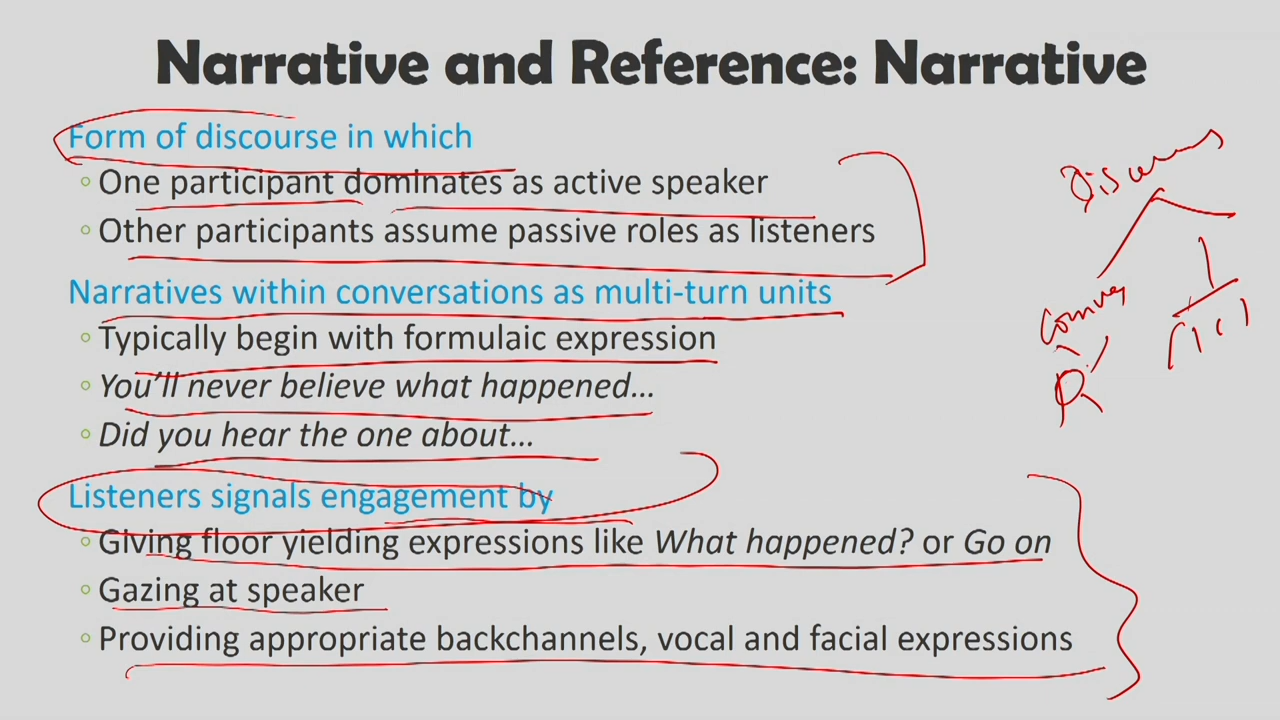 Narrative and Reference: Narrative
Form of discourse in which
◦ One participant dominates as active speaker
◦ Other participants assume passive roles as listeners
Narratives within conversations as multi-turn units
◦ Typically begin with formulaic expression
◦ You'll never believe what happened…
◦ Did you hear the one about…
Listeners signals engagement by
◦ Giving floor yielding expressions like What happened? or Go on
◦ Gazing at speaker
◦ Providing appropriate backchannels, vocal and facial expressions